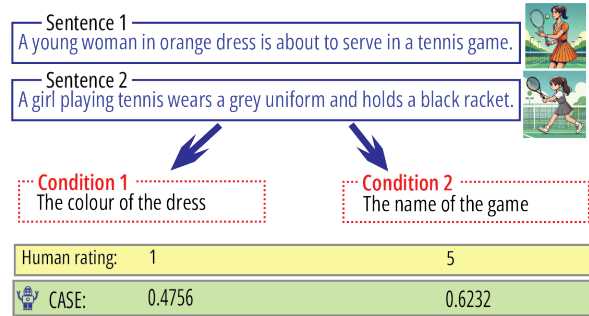 Sentence 1
A young woman in orange dress is about to serve in a tennis game.
Sentence 2
A girl playing tennis wears a grey uniform and holds a black racket.
Condition 1
The colour of the dress
Condition 2
The name of the game
Human rating: 1 5
CASE: 0.4756 0.6232